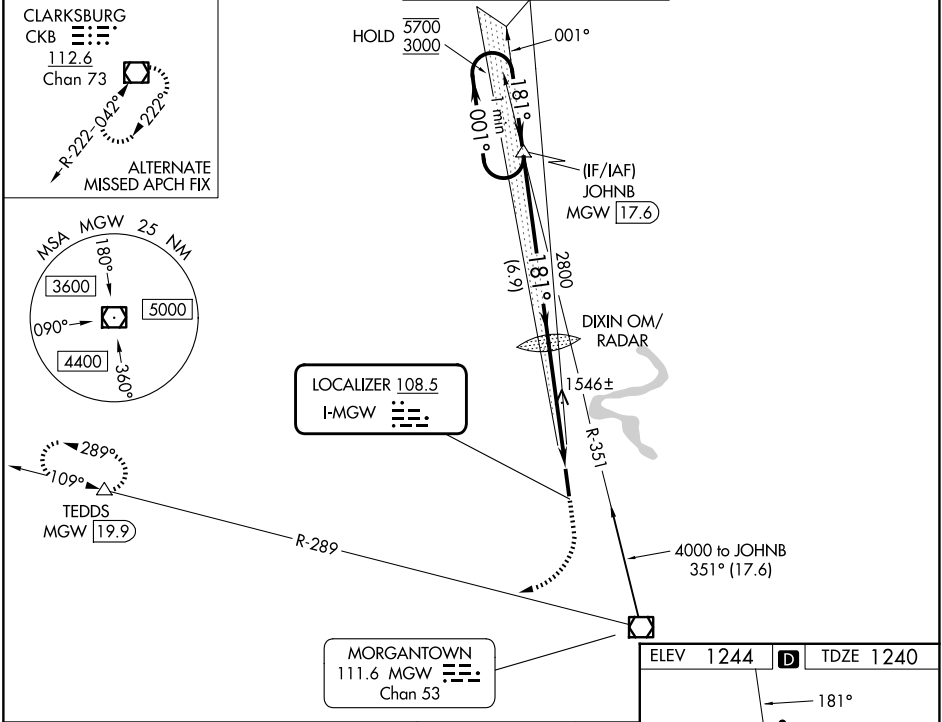 CLARKSBURG
CKB
112.6
Chan 73
R-222-042°
222°
ALTERNATE
MISSED APCH FIX
HOLD 5700
3000
001°
181°
1 min
001°
(IF/IAF)
JOHNB
MGW 17.6
MSA MGW 25 NM
180°
3600
5000
090°
4400
360°
2800
181°
(6.9)
DIXIN OM/
RADAR
LOCALIZER 108.5
I-MGW
1546±
R-351
289°
109°
TEDDS
MGW 19.9
R-289
4000 to JOHNB
351° (17.6)
MORGANTOWN
111.6 MGW
Chan 53
ELEV 1244 D TDZE 1240
181°